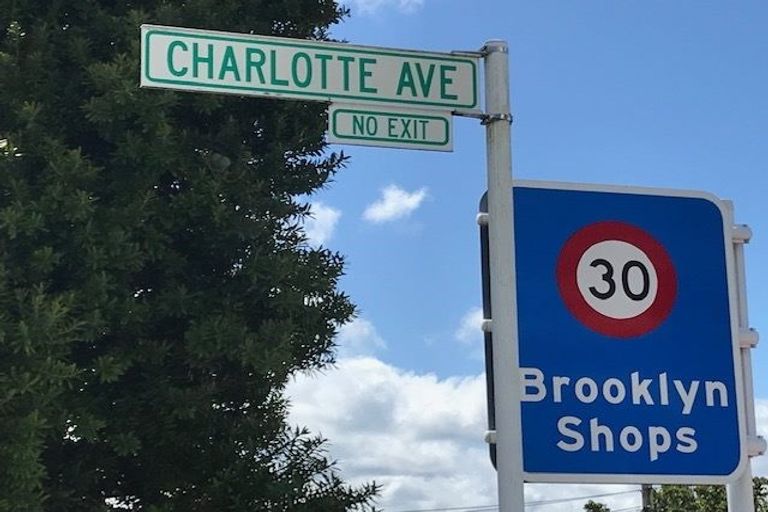 CHARLOTTE AVE
NO EXIT
30
Brooklyn
Shops